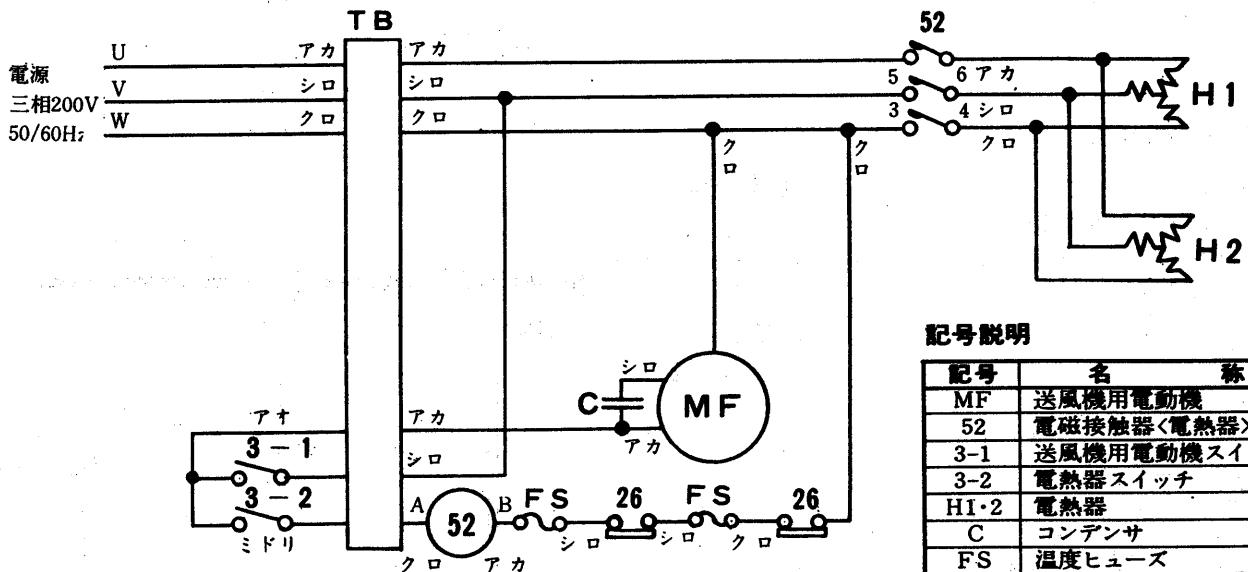 TB
52
電源
三相200V
50/60Hz
U
V
W
アカ
シロ
クロ
アカ
シロ
クロ
5
3
6 アカ
4 シロ
クロ
H1
H2
クロ
クロ
シロ
C
MF
アカ
アオ
アカ
3-1
シロ
3-2
ミドリ
A
52
B
FS
26
FS
26
シロ
シロ
クロ
クロ
アカ
記号説明
記号 名 称
MF 送風機用電動機
52 電磁接触器<電熱器>
3-1 送風機用電動機スイ
3-2 電熱器スイッチ
H1・2 電熱器
C コンデンサ
FS 温度ヒューズ